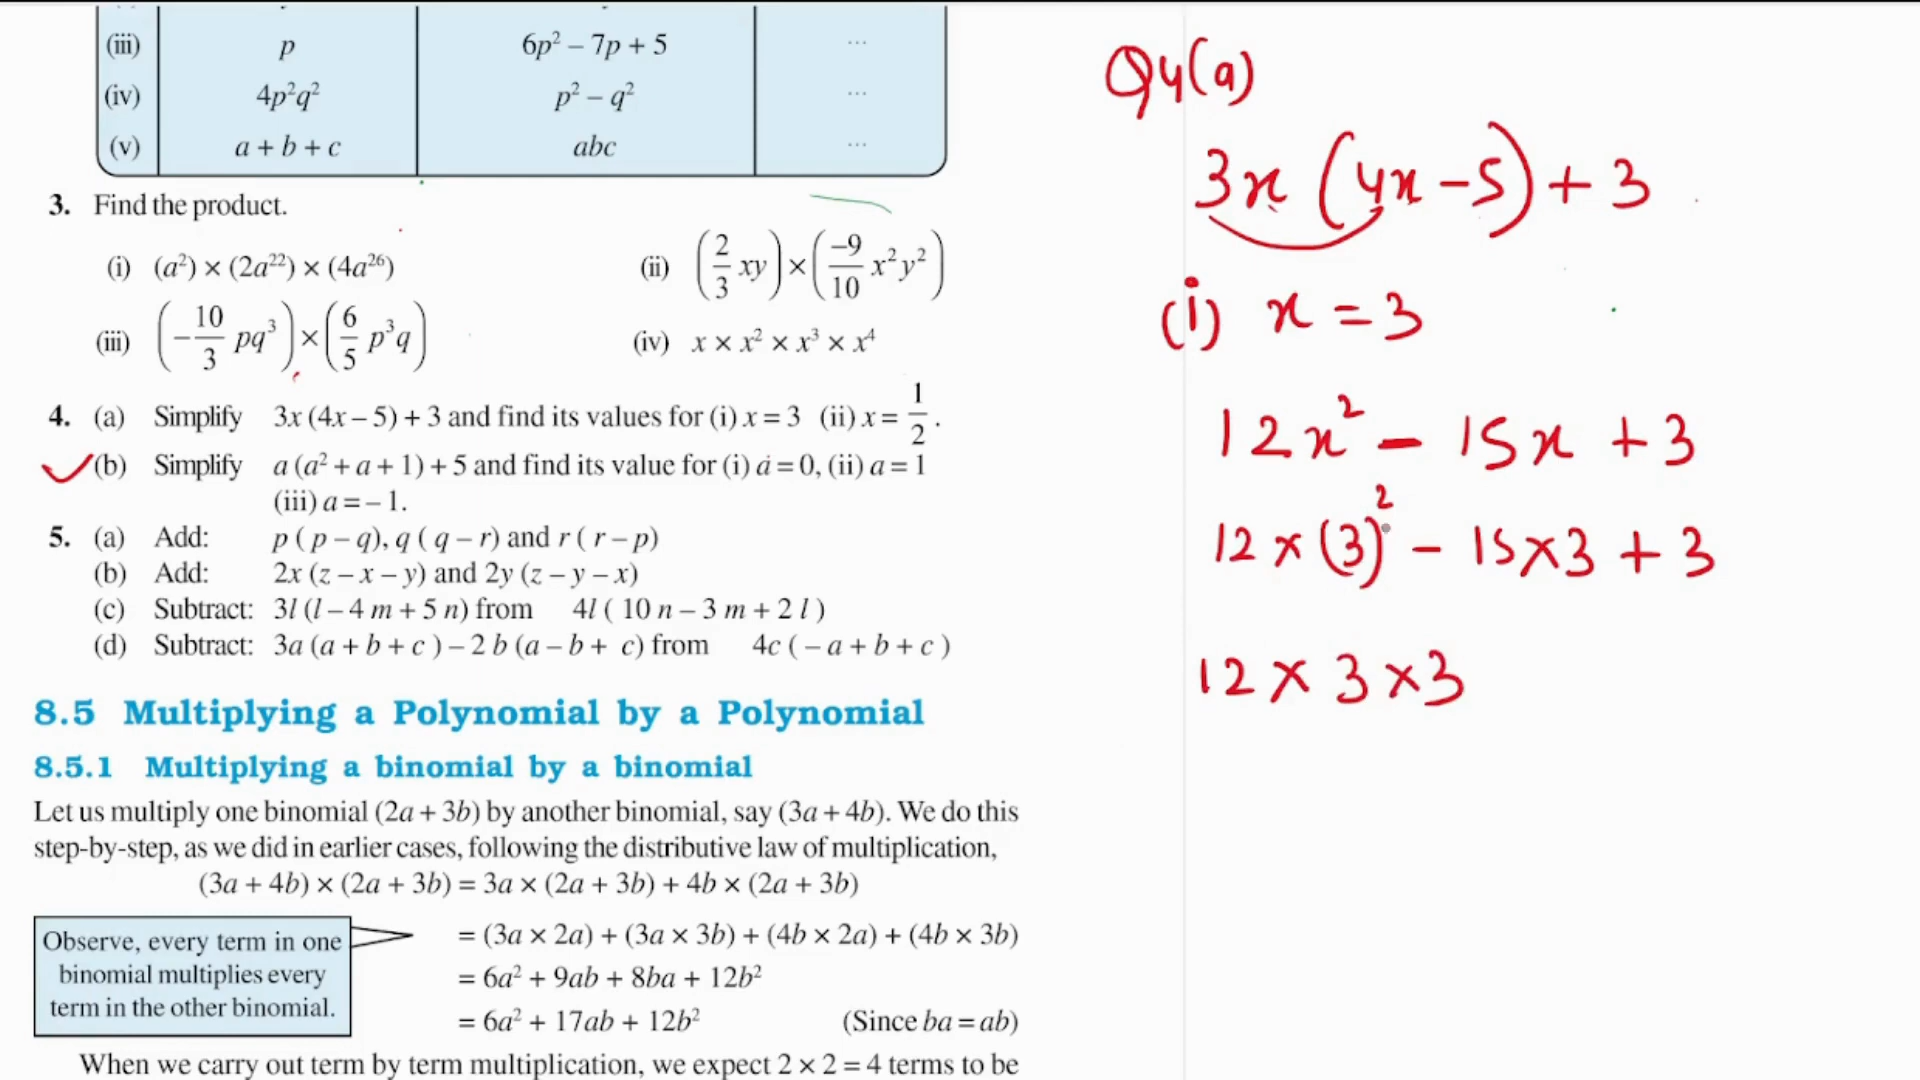 (iii) p 6p² – 7p + 5 ...
(iv) 4p²q² p² – q² ...
(v) a + b + c abc ...
3. Find the product.
(i) (a²) × (2a²²) × (4a²⁶) (ii) (2/3 xy) × (–9/10 x²y²)
(iii) (– 10/3 pq³) × (6/5 p³q) (iv) x × x² × x³ × x⁴
4. (a) Simplify 3x (4x – 5) + 3 and find its values for (i) x = 3 (ii) x = 1/2 .
(b) Simplify a (a² + a + 1) + 5 and find its value for (i) a = 0, (ii) a = 1
(iii) a = – 1.
5. (a) Add: p ( p – q), q ( q – r) and r ( r – p)
(b) Add: 2x (z – x – y) and 2y (z – y – x)
(c) Subtract: 3l (l – 4 m + 5 n) from 4l ( 10 n – 3 m + 2 l )
(d) Subtract: 3a (a + b + c ) – 2 b (a – b + c) from 4c ( – a + b + c )
8.5 Multiplying a Polynomial by a Polynomial
8.5.1 Multiplying a binomial by a binomial
Let us multiply one binomial (2a + 3b) by another binomial, say (3a + 4b). We do this
step-by-step, as we did in earlier cases, following the distributive law of multiplication,
(3a + 4b) × (2a + 3b) = 3a × (2a + 3b) + 4b × (2a + 3b)
Observe, every term in one
binomial multiplies every
term in the other binomial.
= (3a × 2a) + (3a × 3b) + (4b × 2a) + (4b × 3b)
= 6a² + 9ab + 8ba + 12b²
= 6a² + 17ab + 12b² (Since ba = ab)
When we carry out term by term multiplication, we expect 2 × 2 = 4 terms to be
Q4(a)
3x (4x – 5) + 3
(i) x = 3
12x² – 15x + 3
12 × (3)² – 15×3 + 3
12 × 3 × 3